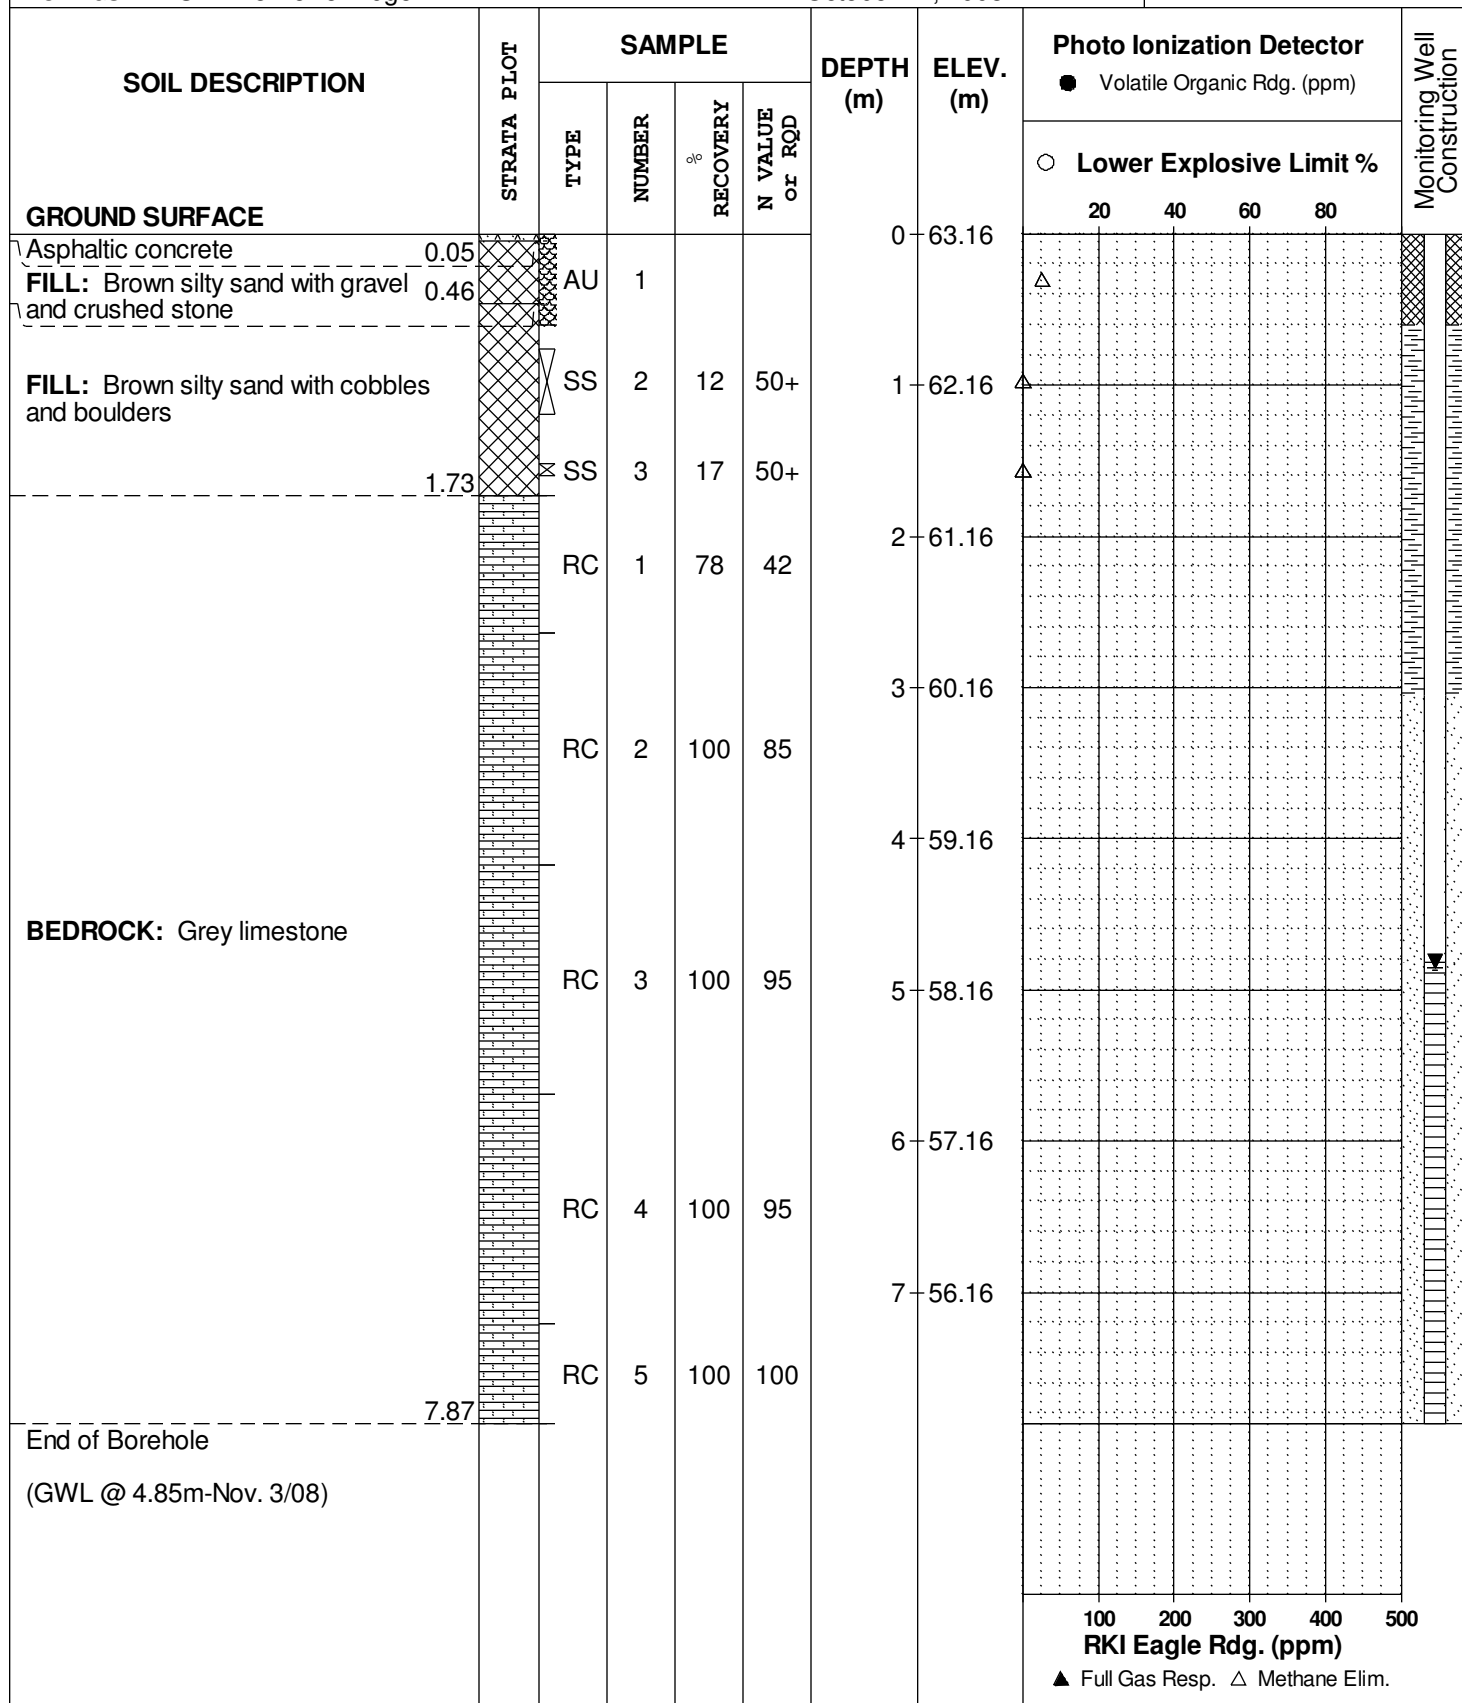 SOIL DESCRIPTION
GROUND SURFACE
STRATA PLOT
SAMPLE
TYPE
NUMBER
% RECOVERY
N VALUE
or RQD
DEPTH
(m)
ELEV.
(m)
Photo Ionization Detector
● Volatile Organic Rdg. (ppm)
○ Lower Explosive Limit %
20 40 60 80
Monitoring Well
Construction
0 63.16
Asphaltic concrete 0.05
FILL: Brown silty sand with gravel
and crushed stone 0.46
AU 1
FILL: Brown silty sand with cobbles
and boulders
SS 2 12 50+
1 62.16
SS 3 17 50+
1.73
2 61.16
RC 1 78 42
3 60.16
RC 2 100 85
4 59.16
BEDROCK: Grey limestone
RC 3 100 95
5 58.16
6 57.16
RC 4 100 95
7 56.16
RC 5 100 100
7.87
End of Borehole
(GWL @ 4.85m-Nov. 3/08)
100 200 300 400 500
RKI Eagle Rdg. (ppm)
▲ Full Gas Resp. △ Methane Elim.